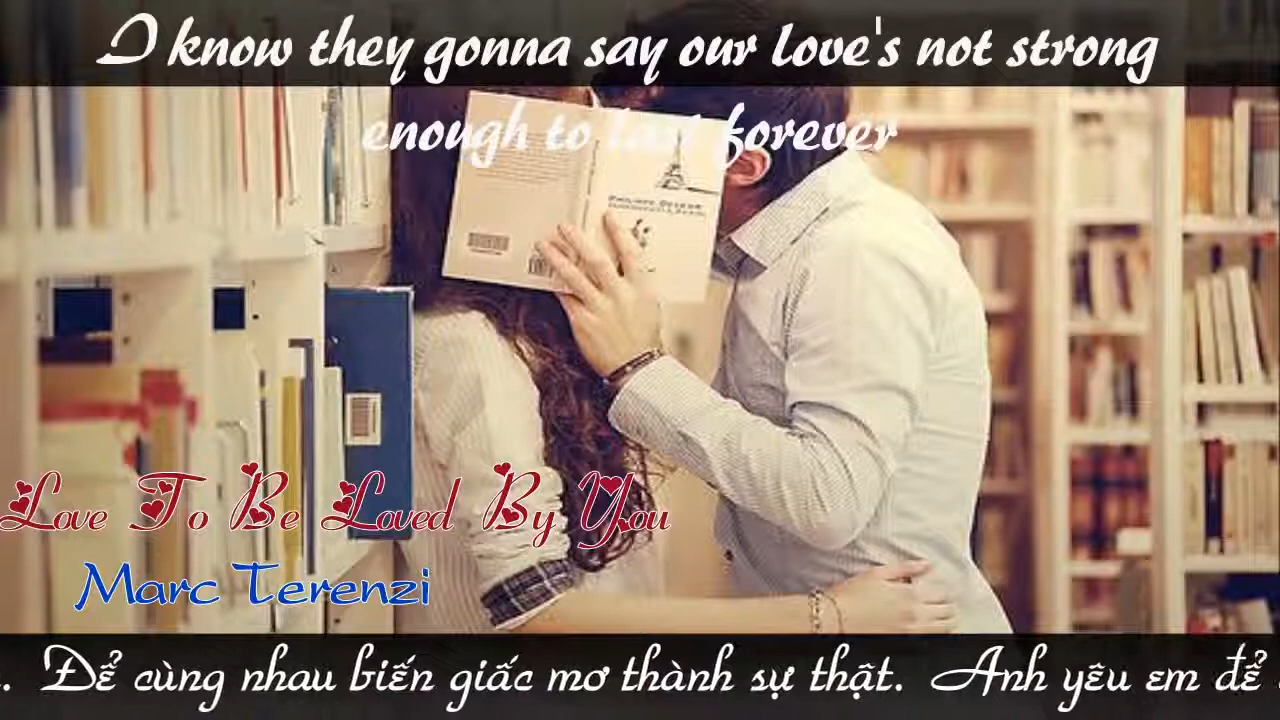 I know they gonna say our love's not strong
enough to last forever
Love To Be Loved By You
Marc Terenzi
. Để cùng nhau biến giấc mơ thành sự thật. Anh yêu em để